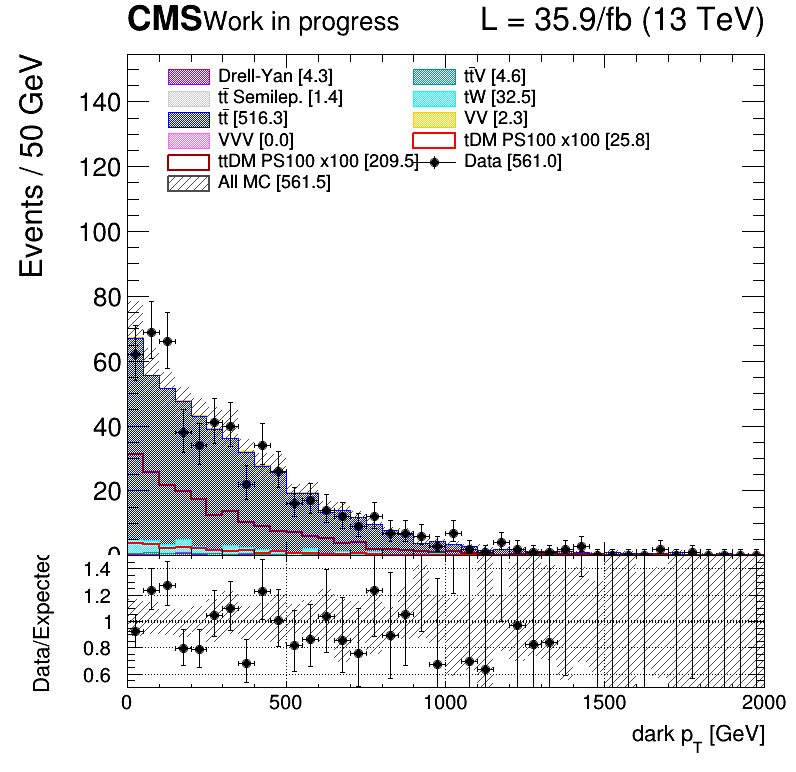 CMS Work in progress L = 35.9/fb (13 TeV)
Events / 50 GeV
Drell-Yan [4.3] tt̄V [4.6]
tt̄ Semilep. [1.4] tW [32.5]
tt̄ [516.3] VV [2.3]
VVV [0.0] tDM PS100 x100 [25.8]
ttDM PS100 x100 [209.5] Data [561.0]
All MC [561.5]
140
120
100
80
60
40
20
0
Data/Expected
1.4
1.2
1
0.8
0.6
0 500 1000 1500 2000
dark p_T [GeV]